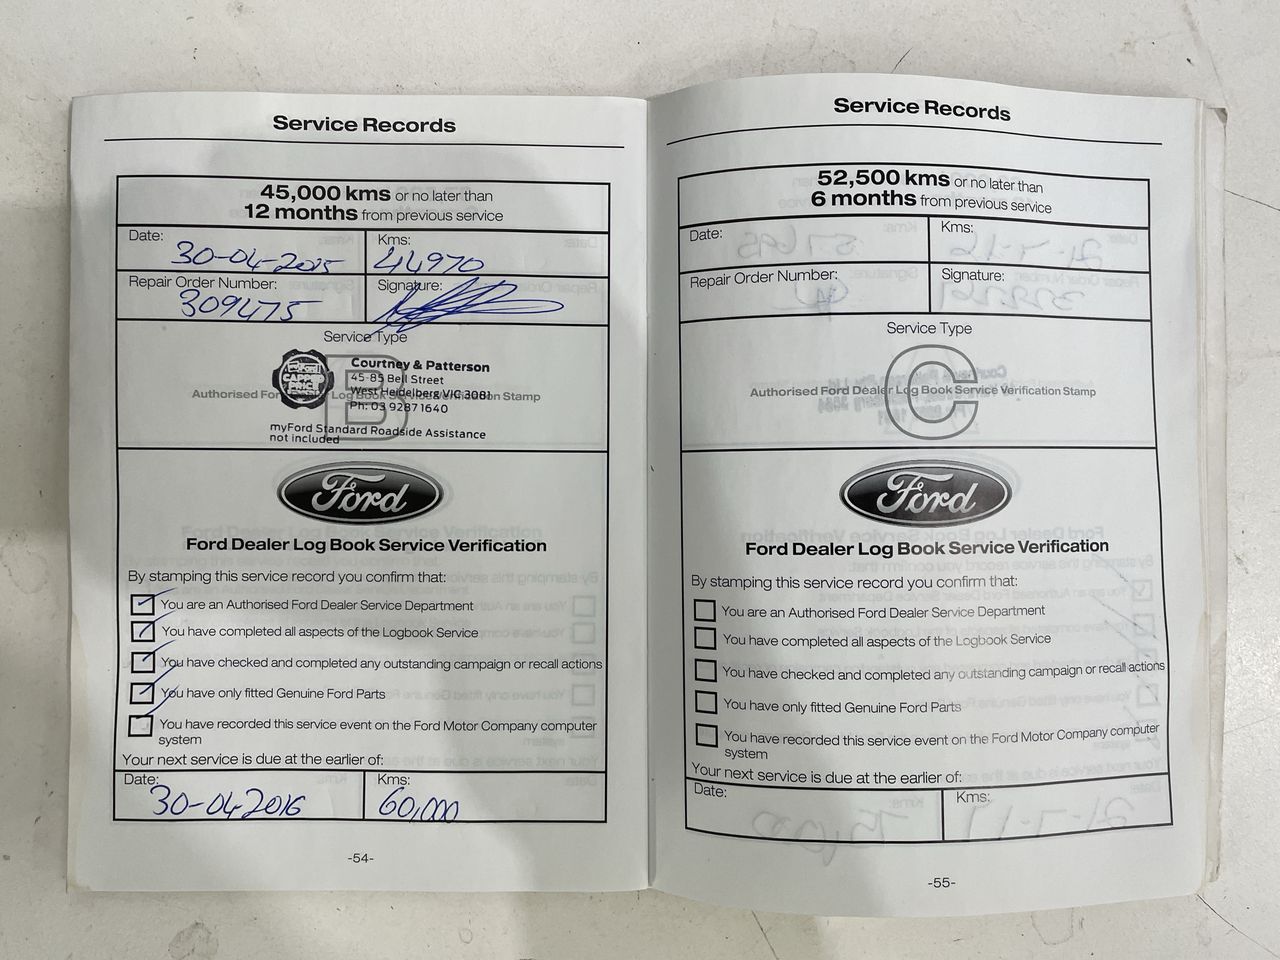 Service Records
45,000 kms or no later than
12 months from previous service
Date: 30-04-2015 Kms: 44970
Repair Order Number: 309475 Signature:
Service Type
B
CAPPED PRICE
Courtney & Patterson
45-85 Bell Street
West Heidelberg VIC 3081
Authorised Ford Dealer Log Book Service Verification Stamp
Ph: 03 9287 1640
myFord Standard Roadside Assistance
not included
Ford
Ford Dealer Log Book Service Verification
By stamping this service record you confirm that:
You are an Authorised Ford Dealer Service Department
You have completed all aspects of the Logbook Service
You have checked and completed any outstanding campaign or recall actions
You have only fitted Genuine Ford Parts
You have recorded this service event on the Ford Motor Company computer
system
Your next service is due at the earlier of:
Date: 30-04-2016 Kms: 60,000
-54-
Service Records
52,500 kms or no later than
6 months from previous service
Date: Kms:
Repair Order Number: Signature:
Service Type
C
Authorised Ford Dealer Log Book Service Verification Stamp
Ford
Ford Dealer Log Book Service Verification
By stamping this service record you confirm that:
You are an Authorised Ford Dealer Service Department
You have completed all aspects of the Logbook Service
You have checked and completed any outstanding campaign or recall actions
You have only fitted Genuine Ford Parts
You have recorded this service event on the Ford Motor Company computer
system
Your next service is due at the earlier of:
Date: Kms:
-55-